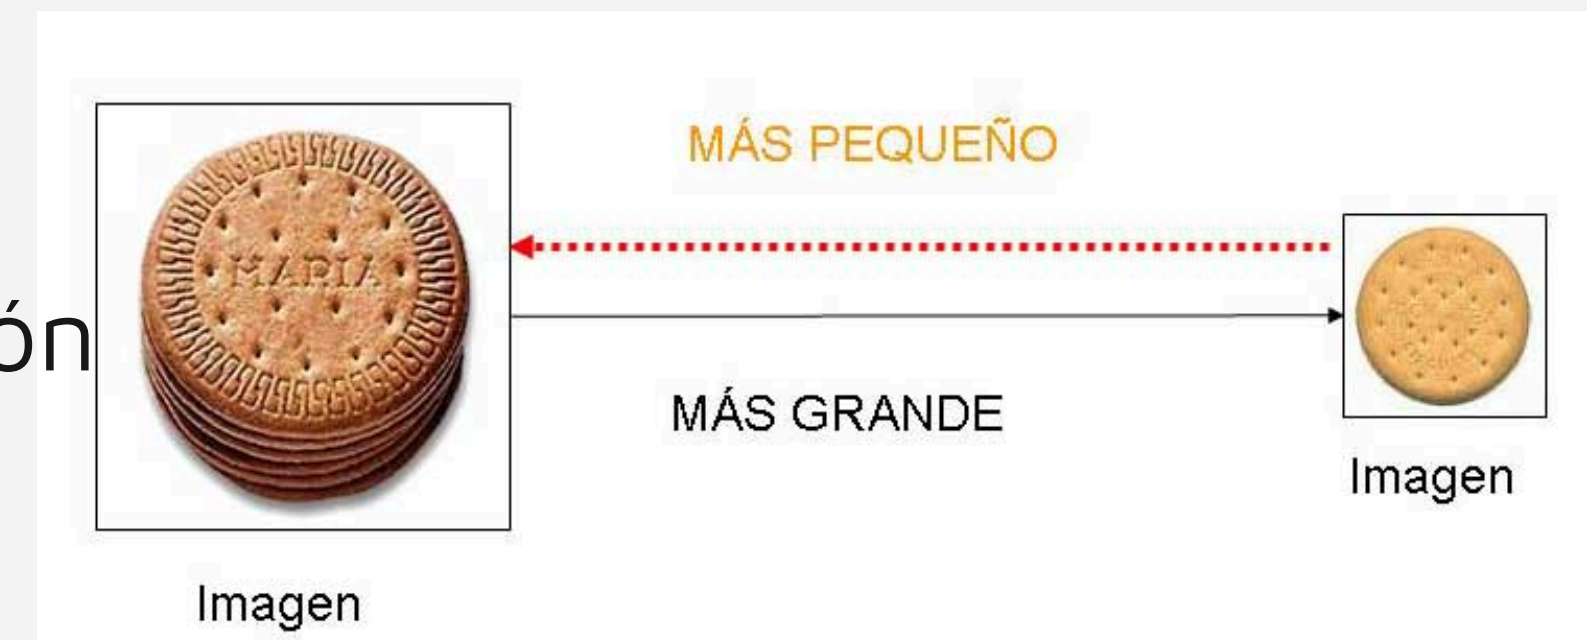 MÁS PEQUEÑO
MARIA
ón
MÁS GRANDE
Imagen
Imagen